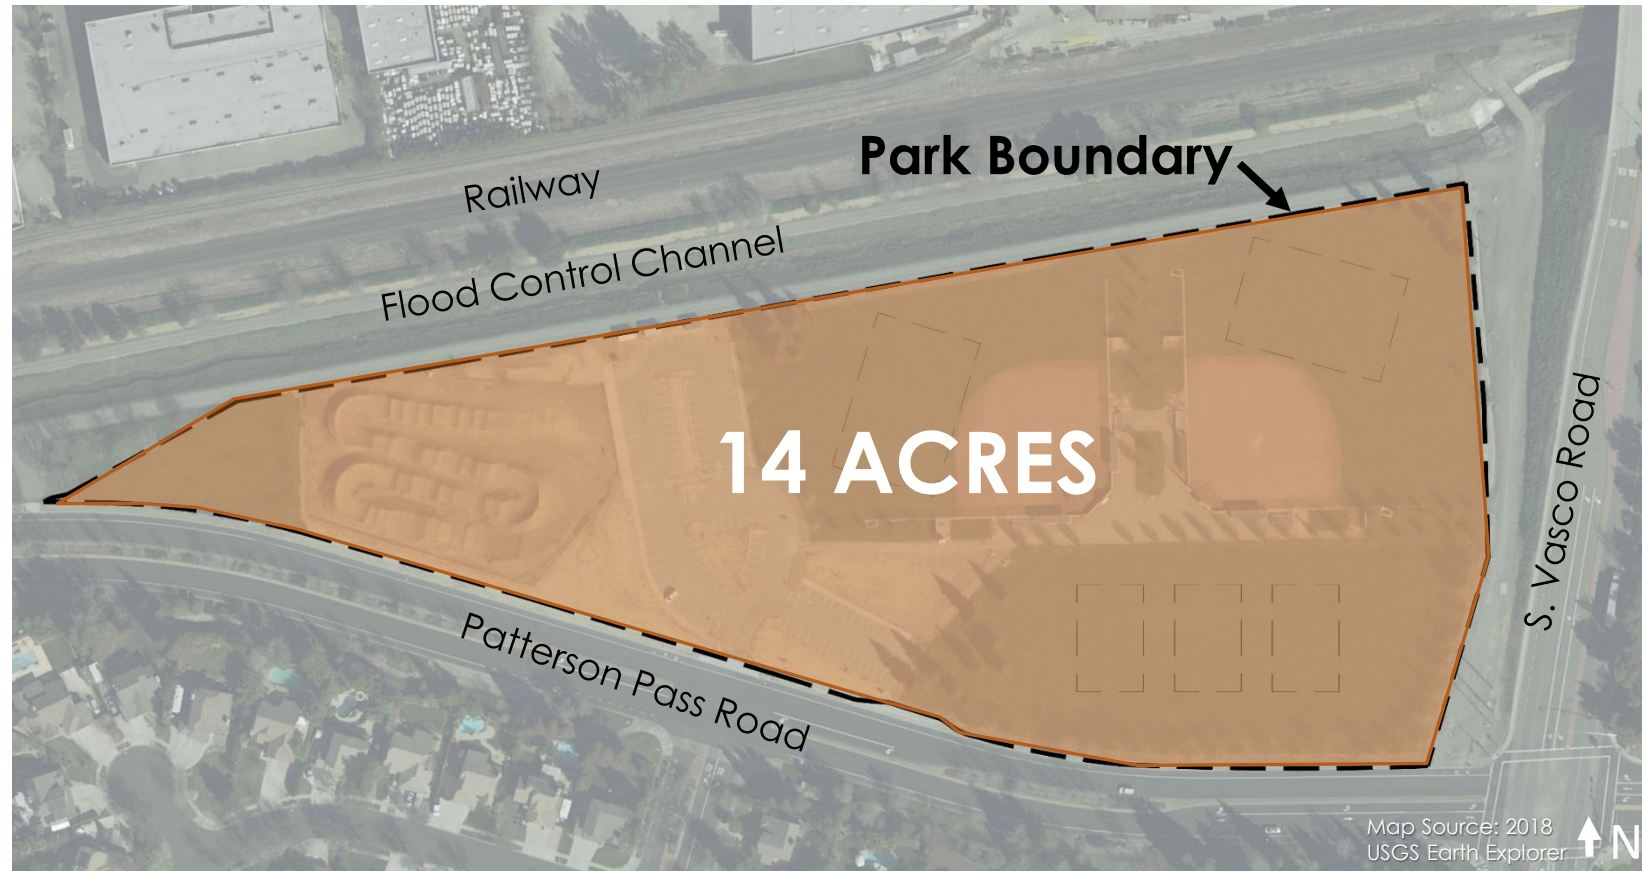 Park Boundary
Railway
Flood Control Channel
14 ACRES
S. Vasco Road
Patterson Pass Road
Map Source: 2018
USGS Earth Explorer
N